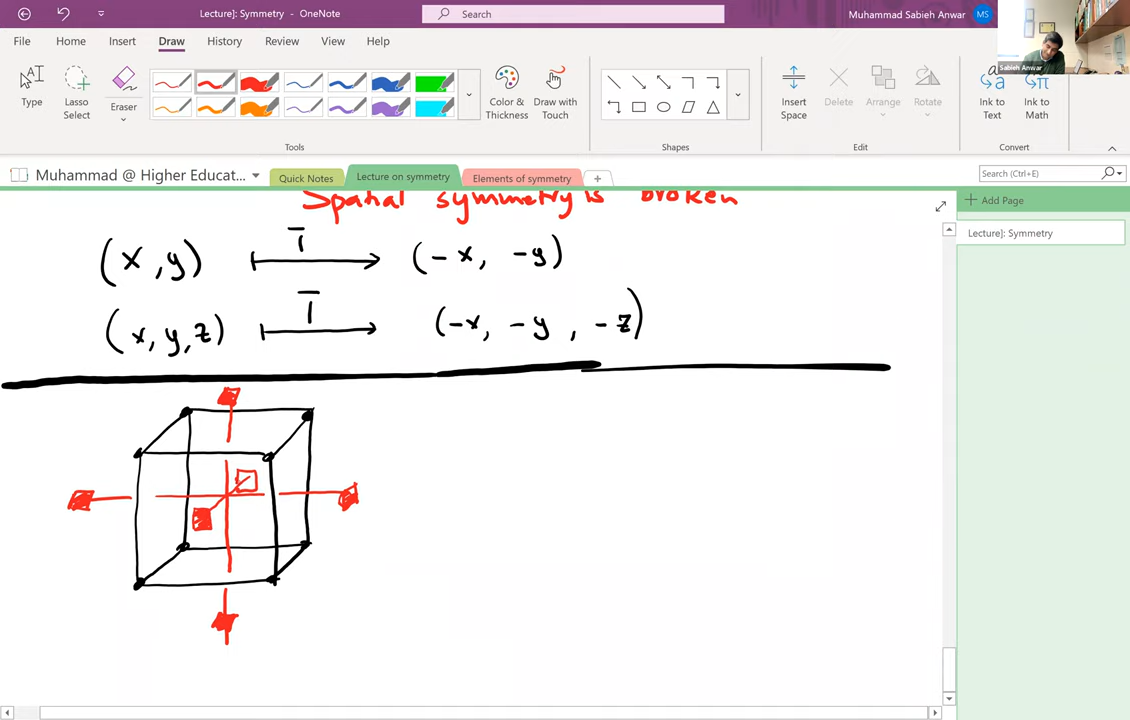 Lecture]: Symmetry - OneNote
Search
Muhammad Sabieh Anwar
MS
File
Home
Insert
Draw
History
Review
View
Help
Sabieh Anwar
Type
Lasso Select
Eraser
Color & Thickness
Draw with Touch
Insert Space
Delete
Arrange
Rotate
Ink to Text
Ink to Math
Tools
Shapes
Edit
Convert
Muhammad @ Higher Educat...
Quick Notes
Lecture on symmetry
Elements of symmetry
+
Search (Ctrl+E)
Add Page
Lecture]: Symmetry
Spatial symmetry is broken
(x, y) ⟼ (-x, -y)
1̄
(x, y, z) ⟼ (-x, -y, -z)
1̄